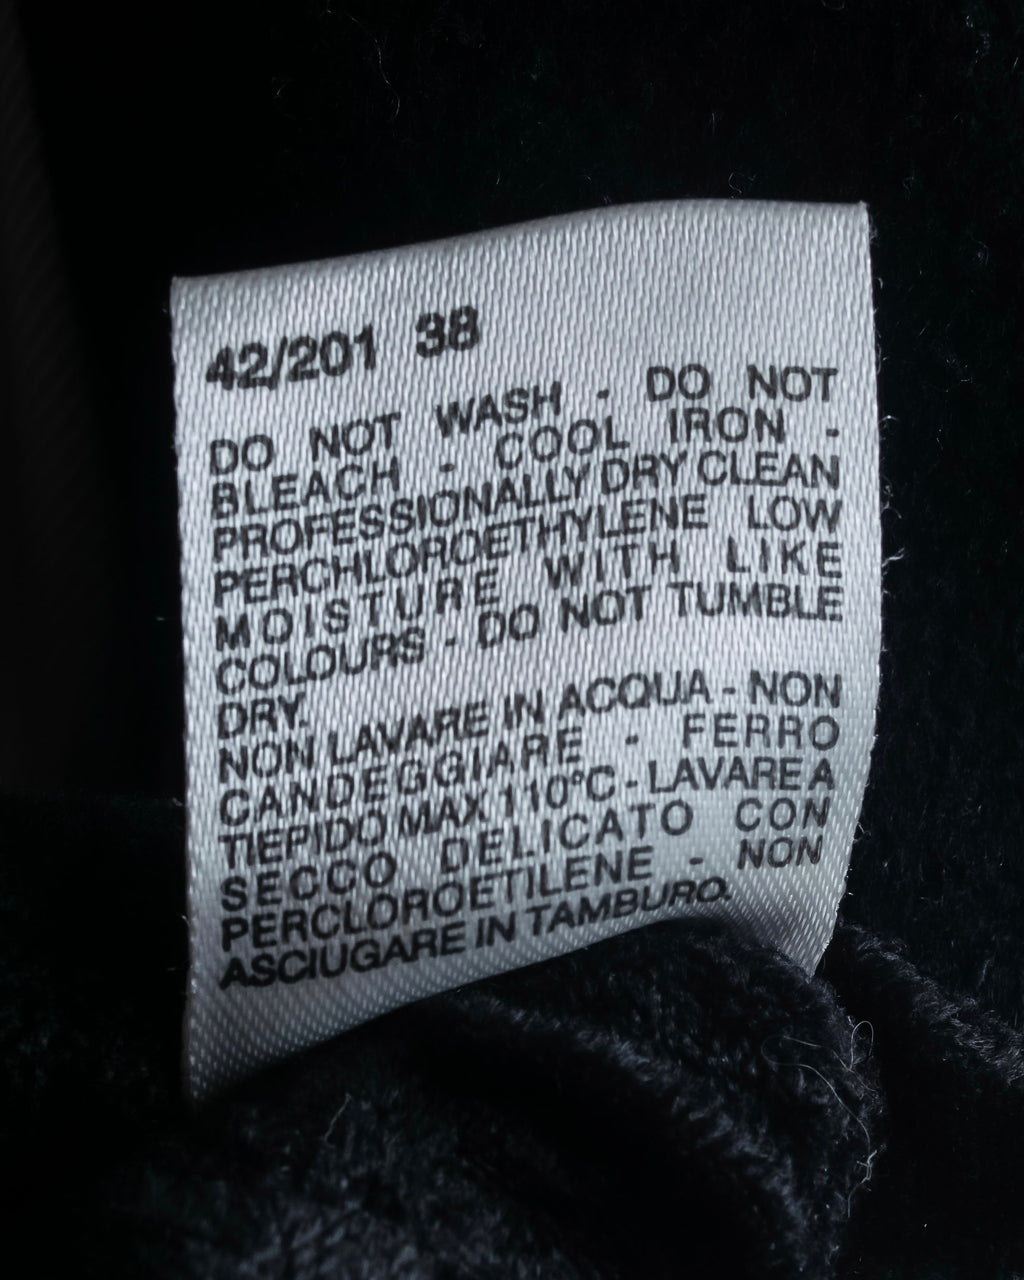 42/201 38
DO NOT WASH - DO NOT
BLEACH - COOL IRON -
PROFESSIONALLY DRY CLEAN
PERCHLOROETHYLENE LOW
MOISTURE WITH LIKE
COLOURS - DO NOT TUMBLE
DRY.
NON LAVARE IN ACQUA - NON
CANDEGGIARE - FERRO
TIEPIDO MAX 110°C - LAVARE A
SECCO DELICATO CON
PERCLOROETILENE - NON
ASCIUGARE IN TAMBURO.